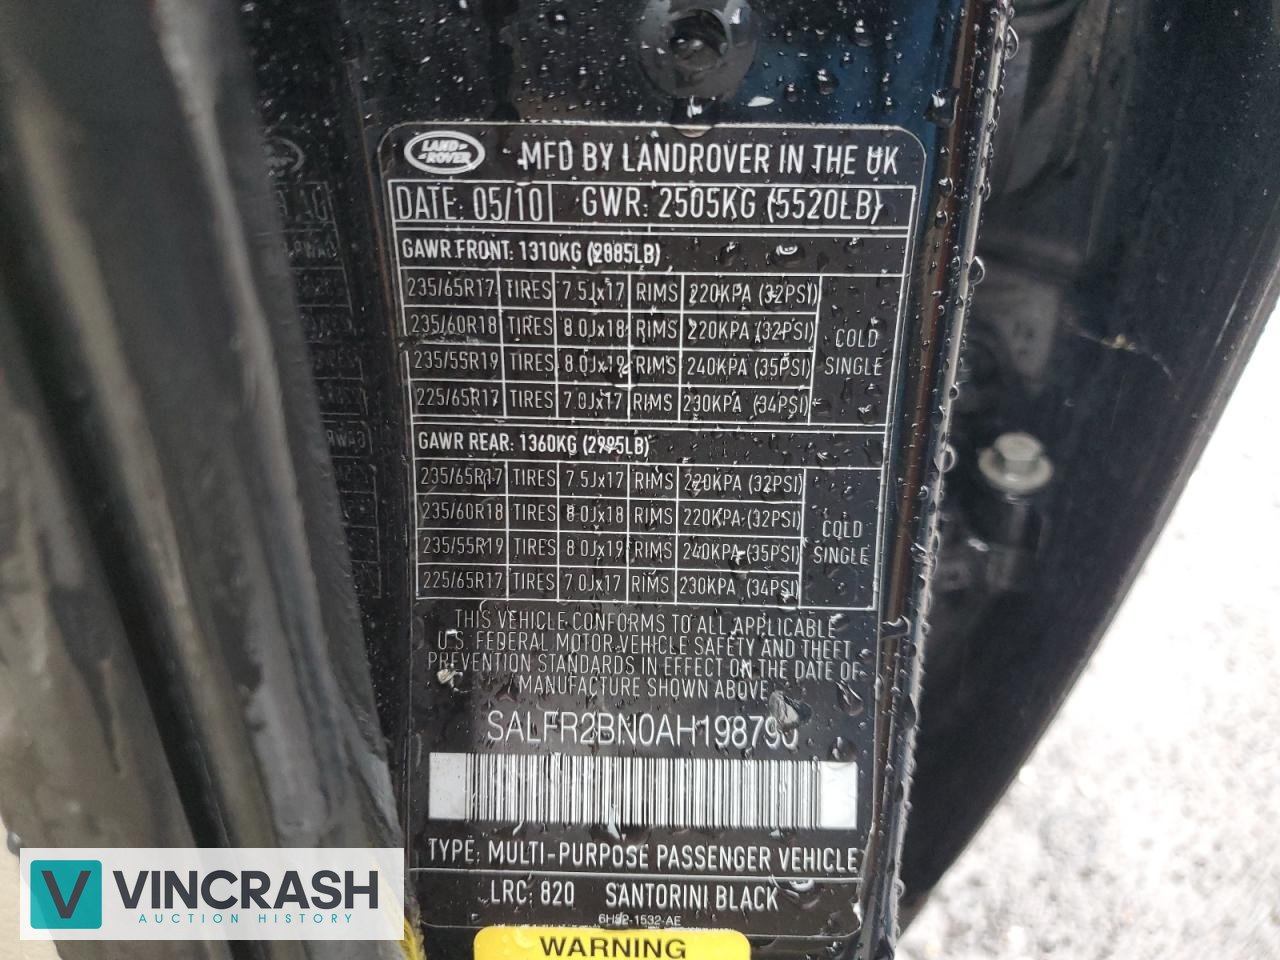 LAND-
-ROVER
MFD BY LANDROVER IN THE UK
DATE: 05/10 GWR: 2505KG (5520LB)
GAWR FRONT: 1310KG (2885LB)
235/65R17 TIRES 7.5Jx17 RIMS 220KPA (32PSI)
235/60R18 TIRES 8.0Jx18 RIMS 220KPA (32PSI)
235/55R19 TIRES 8.0Jx19 RIMS 240KPA (35PSI)
225/65R17 TIRES 7.0Jx17 RIMS 230KPA (34PSI)
COLD
SINGLE
GAWR REAR: 1360KG (2995LB)
235/65R17 TIRES 7.5Jx17 RIMS 220KPA (32PSI)
235/60R18 TIRES 8.0Jx18 RIMS 220KPA (32PSI)
235/55R19 TIRES 8.0Jx19 RIMS 240KPA (35PSI)
225/65R17 TIRES 7.0Jx17 RIMS 230KPA (34PSI)
COLD
SINGLE
THIS VEHICLE CONFORMS TO ALL APPLICABLE
U.S. FEDERAL MOTOR VEHICLE SAFETY AND THEFT
PREVENTION STANDARDS IN EFFECT ON THE DATE OF
MANUFACTURE SHOWN ABOVE
SALFR2BN0AH198790
TYPE: MULTI-PURPOSE PASSENGER VEHICLE
LRC: 820 SANTORINI BLACK
6H52-1532-AE
WARNING
V VINCRASH
AUCTION HISTORY